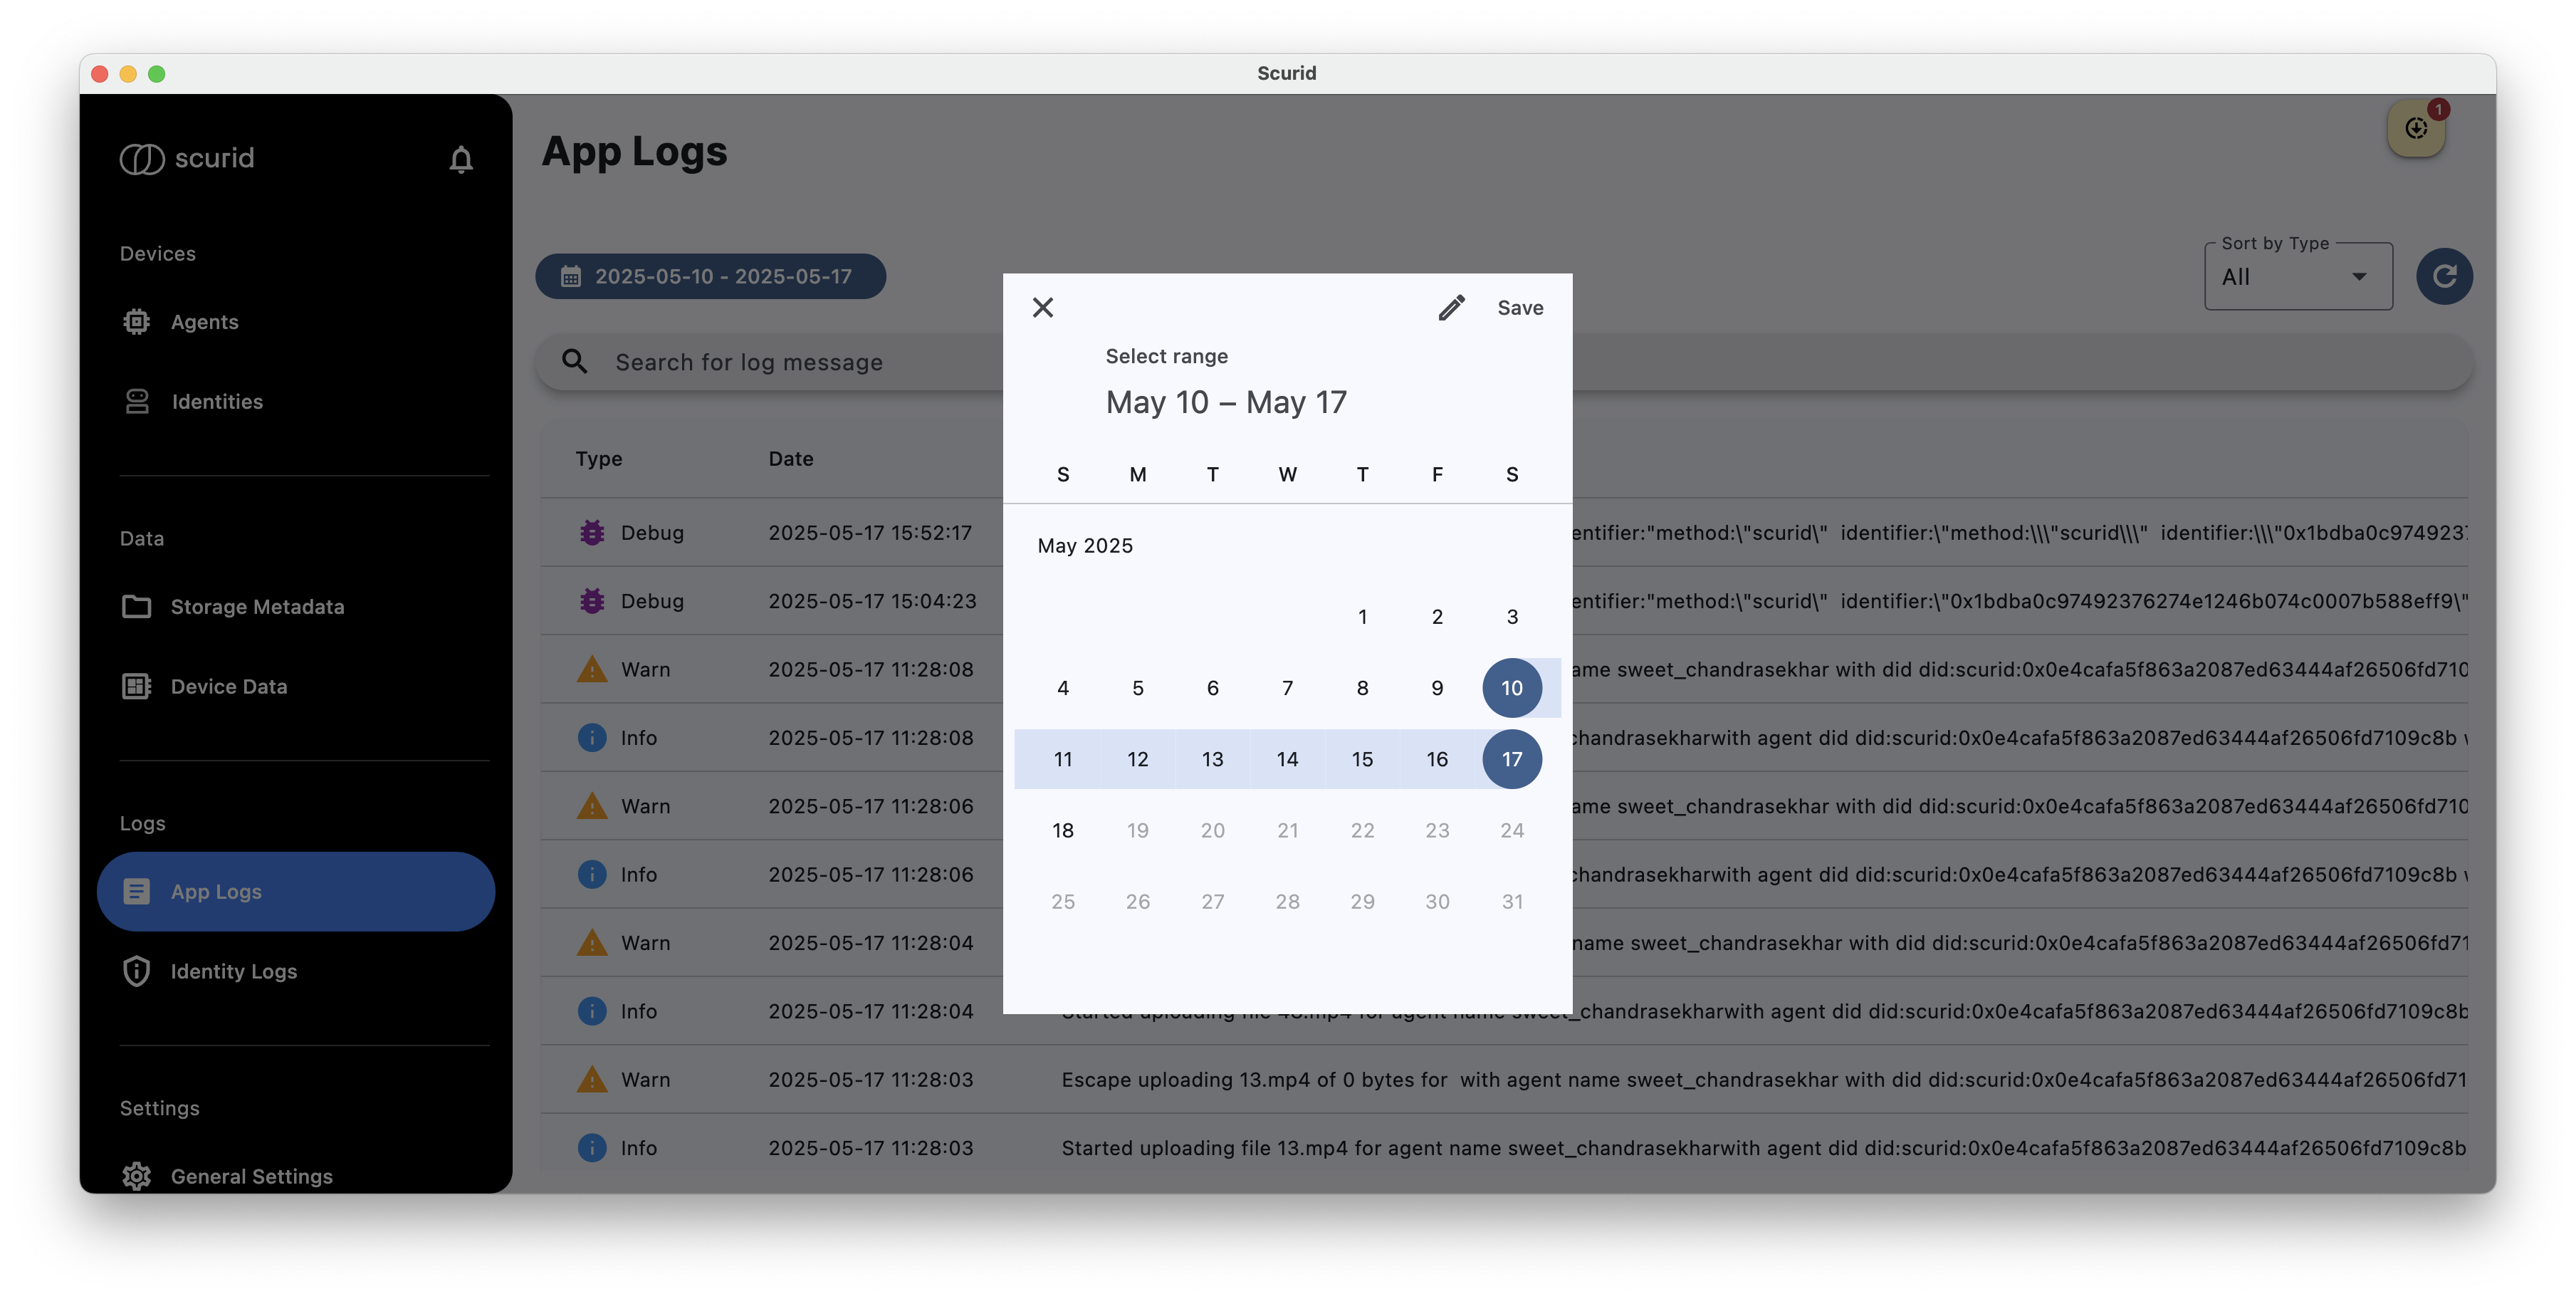 Scurid
scurid
Devices
Agents
Identities
Data
Storage Metadata
Device Data
Logs
App Logs
Identity Logs
Settings
General Settings
App Logs
1
2025-05-10 - 2025-05-17
Sort by Type
All
Search for log message
Type Date
Debug 2025-05-17 15:52:17 entifier:"method:\"scurid\" identifier:\"method:\\\"scurid\\\" identifier:\\\"0x1bdba0c974923
Debug 2025-05-17 15:04:23 entifier:"method:\"scurid\" identifier:\"0x1bdba0c97492376274e1246b074c0007b588eff9\"
Warn 2025-05-17 11:28:08 ame sweet_chandrasekhar with did did:scurid:0x0e4cafa5f863a2087ed63444af26506fd710
Info 2025-05-17 11:28:08 chandrasekharwith agent did did:scurid:0x0e4cafa5f863a2087ed63444af26506fd7109c8b
Warn 2025-05-17 11:28:06 ame sweet_chandrasekhar with did did:scurid:0x0e4cafa5f863a2087ed63444af26506fd710
Info 2025-05-17 11:28:06 chandrasekharwith agent did did:scurid:0x0e4cafa5f863a2087ed63444af26506fd7109c8b
Warn 2025-05-17 11:28:04 name sweet_chandrasekhar with did did:scurid:0x0e4cafa5f863a2087ed63444af26506fd71
Info 2025-05-17 11:28:04 Started uploading file 48.mp4 for agent name sweet_chandrasekharwith agent did did:scurid:0x0e4cafa5f863a2087ed63444af26506fd7109c8b
Warn 2025-05-17 11:28:03 Escape uploading 13.mp4 of 0 bytes for with agent name sweet_chandrasekhar with did did:scurid:0x0e4cafa5f863a2087ed63444af26506fd71
Info 2025-05-17 11:28:03 Started uploading file 13.mp4 for agent name sweet_chandrasekharwith agent did did:scurid:0x0e4cafa5f863a2087ed63444af26506fd7109c8b
Save
Select range
May 10 – May 17
S M T W T F S
May 2025
1 2 3
4 5 6 7 8 9 10
11 12 13 14 15 16 17
18 19 20 21 22 23 24
25 26 27 28 29 30 31